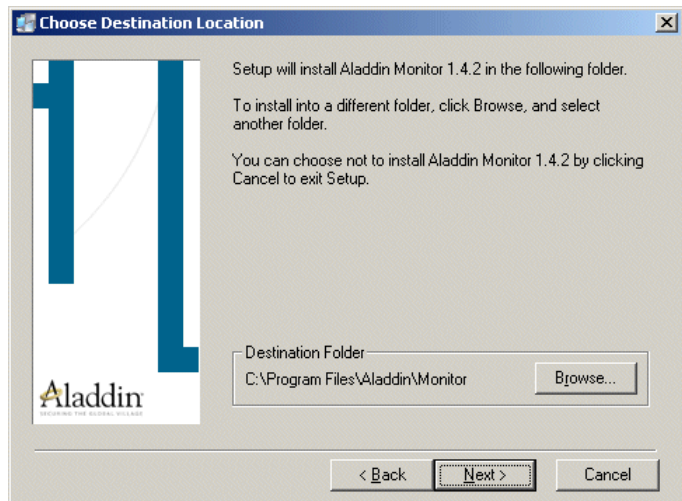 Choose Destination Location
Setup will install Aladdin Monitor 1.4.2 in the following folder.
To install into a different folder, click Browse, and select
another folder.
You can choose not to install Aladdin Monitor 1.4.2 by clicking
Cancel to exit Setup.
Destination Folder
C:\Program Files\Aladdin\Monitor
Browse...
Aladdin
SECURING THE GLOBAL VILLAGE
< Back
Next >
Cancel